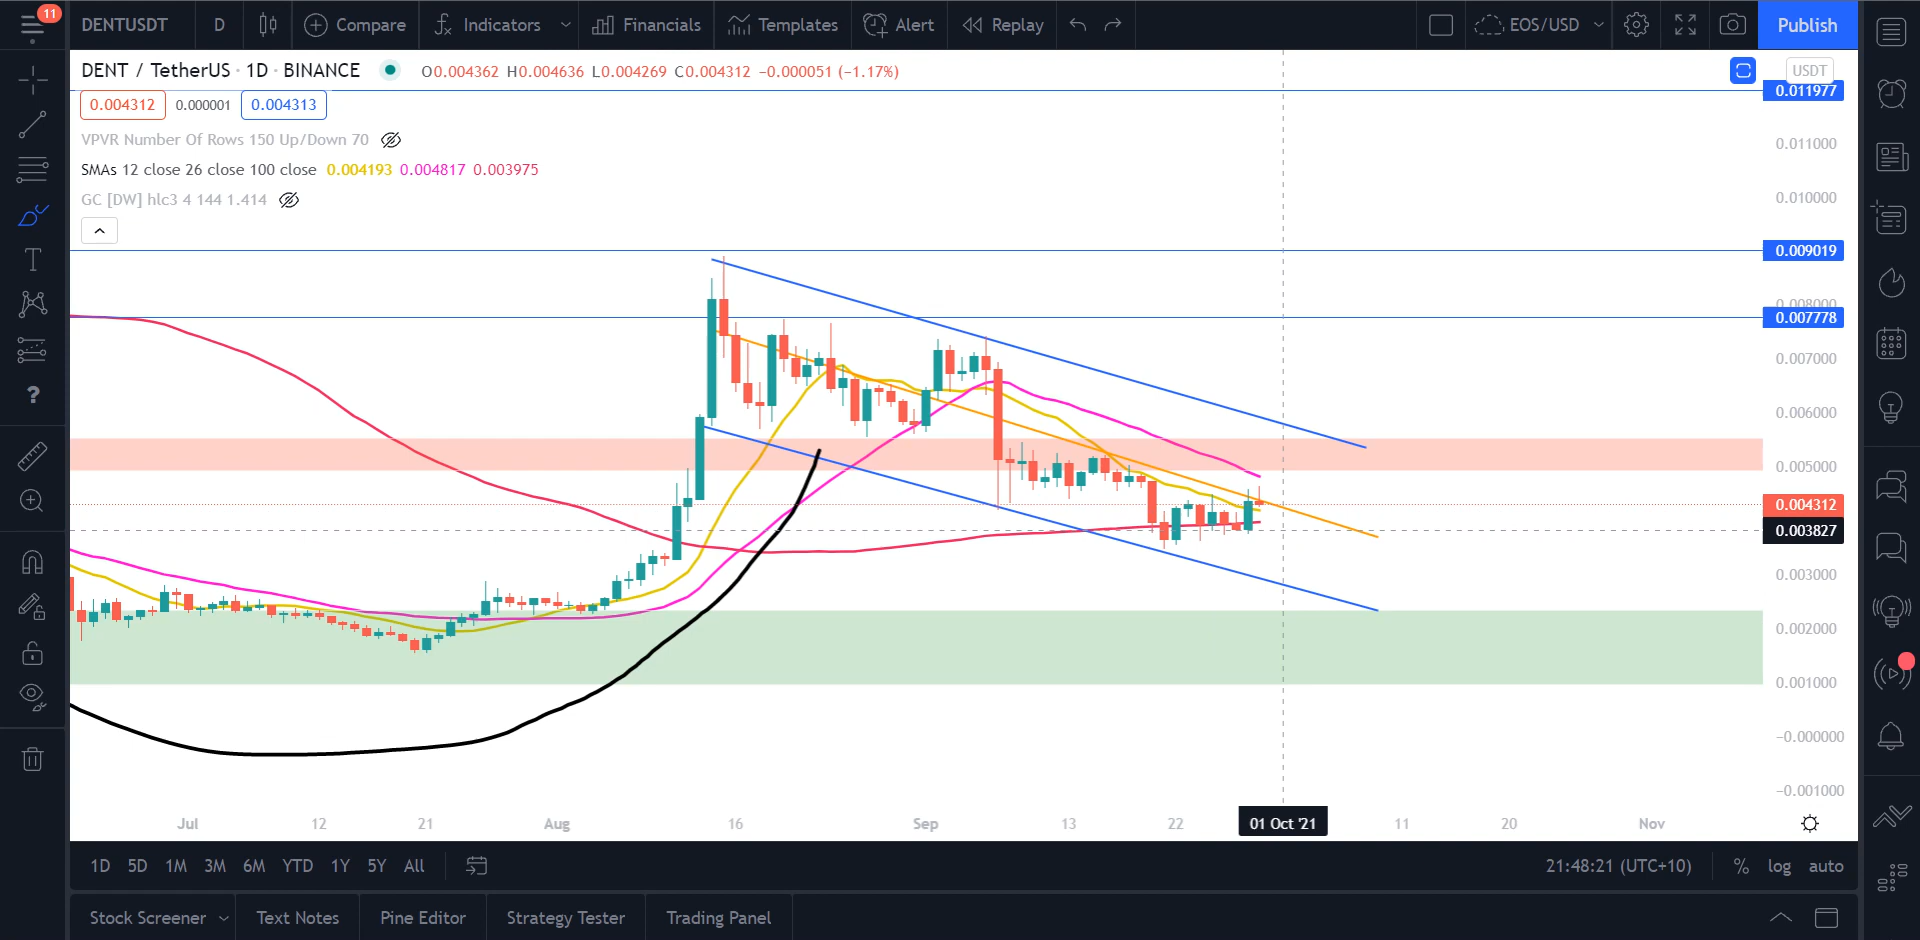 11
DENTUSDT D Compare Indicators Financials Templates Alert Replay EOS/USD Publish
DENT / TetherUS · 1D · BINANCE O0.004362 H0.004636 L0.004269 C0.004312 −0.000051 (−1.17%)
USDT
0.011977
0.004312 0.000001 0.004313
VPVR Number Of Rows 150 Up/Down 70
0.011000
SMAs 12 close 26 close 100 close 0.004193 0.004817 0.003975
GC [DW] hlc3 4 144 1.414
0.010000
0.009019
T
0.008000
0.007778
0.007000
?
0.006000
0.005000
0.004312
0.003827
0.003000
0.002000
0.001000
−0.000000
−0.001000
Jul 12 21 Aug 16 Sep 13 22 01 Oct '21 11 20 Nov
1D 5D 1M 3M 6M YTD 1Y 5Y All 21:48:21 (UTC+10) % log auto
Stock Screener Text Notes Pine Editor Strategy Tester Trading Panel